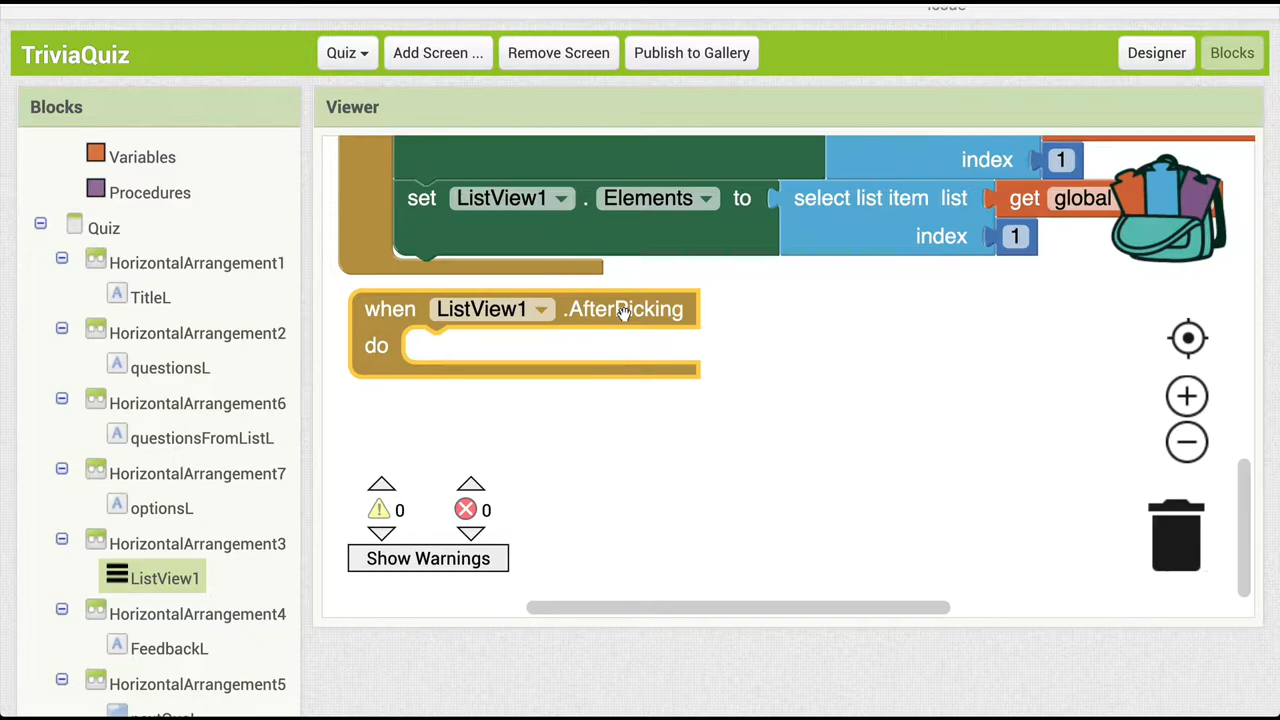 TriviaQuiz
Quiz
Add Screen ...
Remove Screen
Publish to Gallery
Designer
Blocks
Blocks
Viewer
Variables
Procedures
Quiz
HorizontalArrangement1
TitleL
HorizontalArrangement2
questionsL
HorizontalArrangement6
questionsFromListL
HorizontalArrangement7
optionsL
HorizontalArrangement3
ListView1
HorizontalArrangement4
FeedbackL
HorizontalArrangement5
index 1
set ListView1 . Elements to select list item list get global
index 1
when ListView1 .AfterPicking
do
0 0
Show Warnings